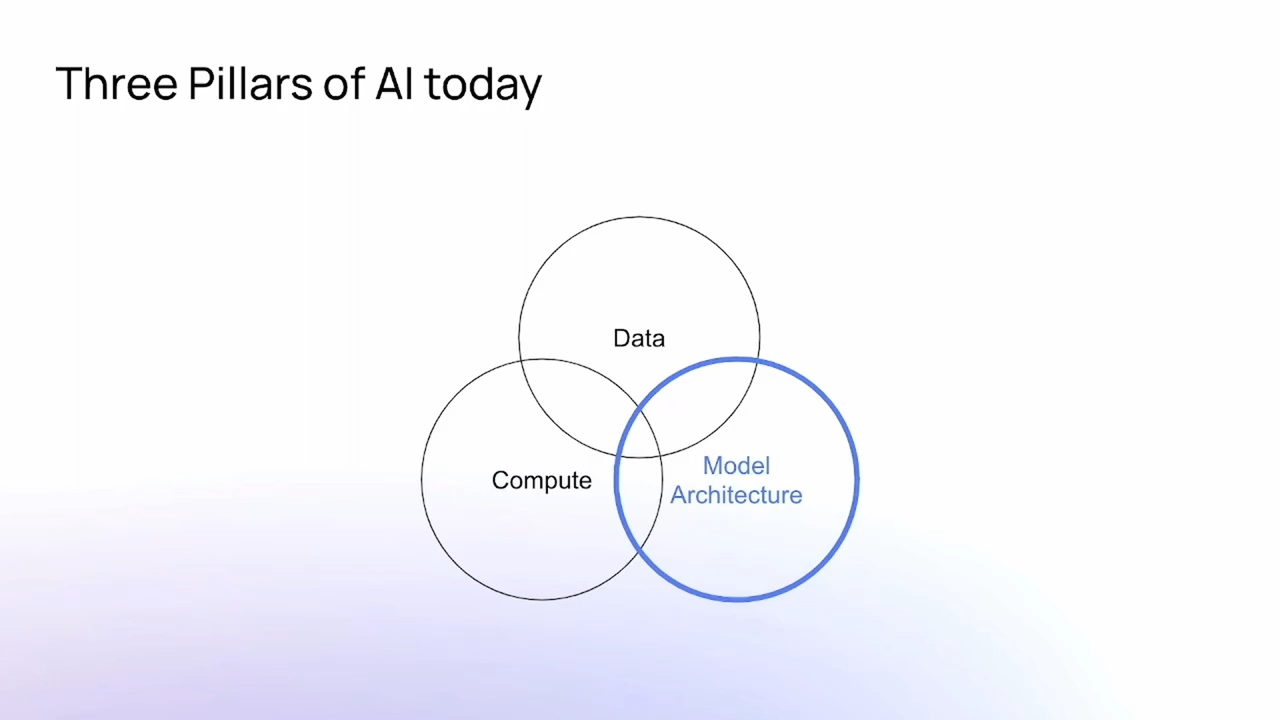 Three Pillars of AI today
Data
Compute
Model
Architecture